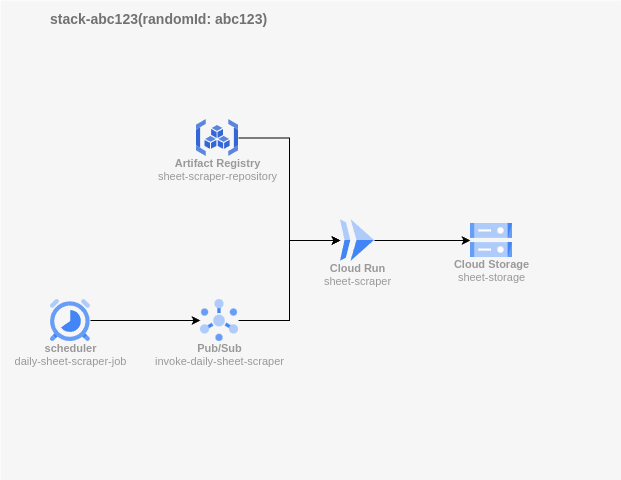 stack-abc123(randomId: abc123)
Artifact Registry
sheet-scraper-repository
Cloud Run
sheet-scraper
Cloud Storage
sheet-storage
scheduler
daily-sheet-scraper-job
Pub/Sub
invoke-daily-sheet-scraper